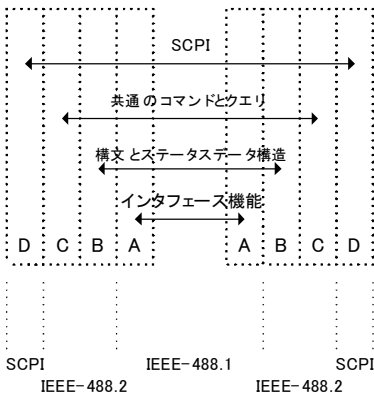 SCPI
共通のコマンドとクエリ
構文とステータスデータ構造
インタフェース機能
D C B A A B C D
SCPI IEEE-488.1 SCPI
IEEE-488.2 IEEE-488.2